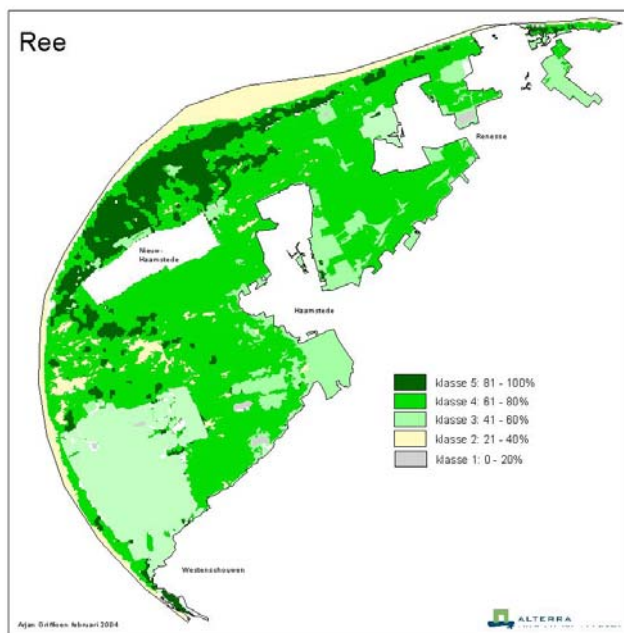 Ree
Renesse
Nieuw-
Haamstede
Haamstede
klasse 5: 81 - 100%
klasse 4: 61 - 80%
klasse 3: 41 - 60%
klasse 2: 21 - 40%
klasse 1: 0 - 20%
Westenschouwen
Arjan Griffioen februari 2004
ALTERRA